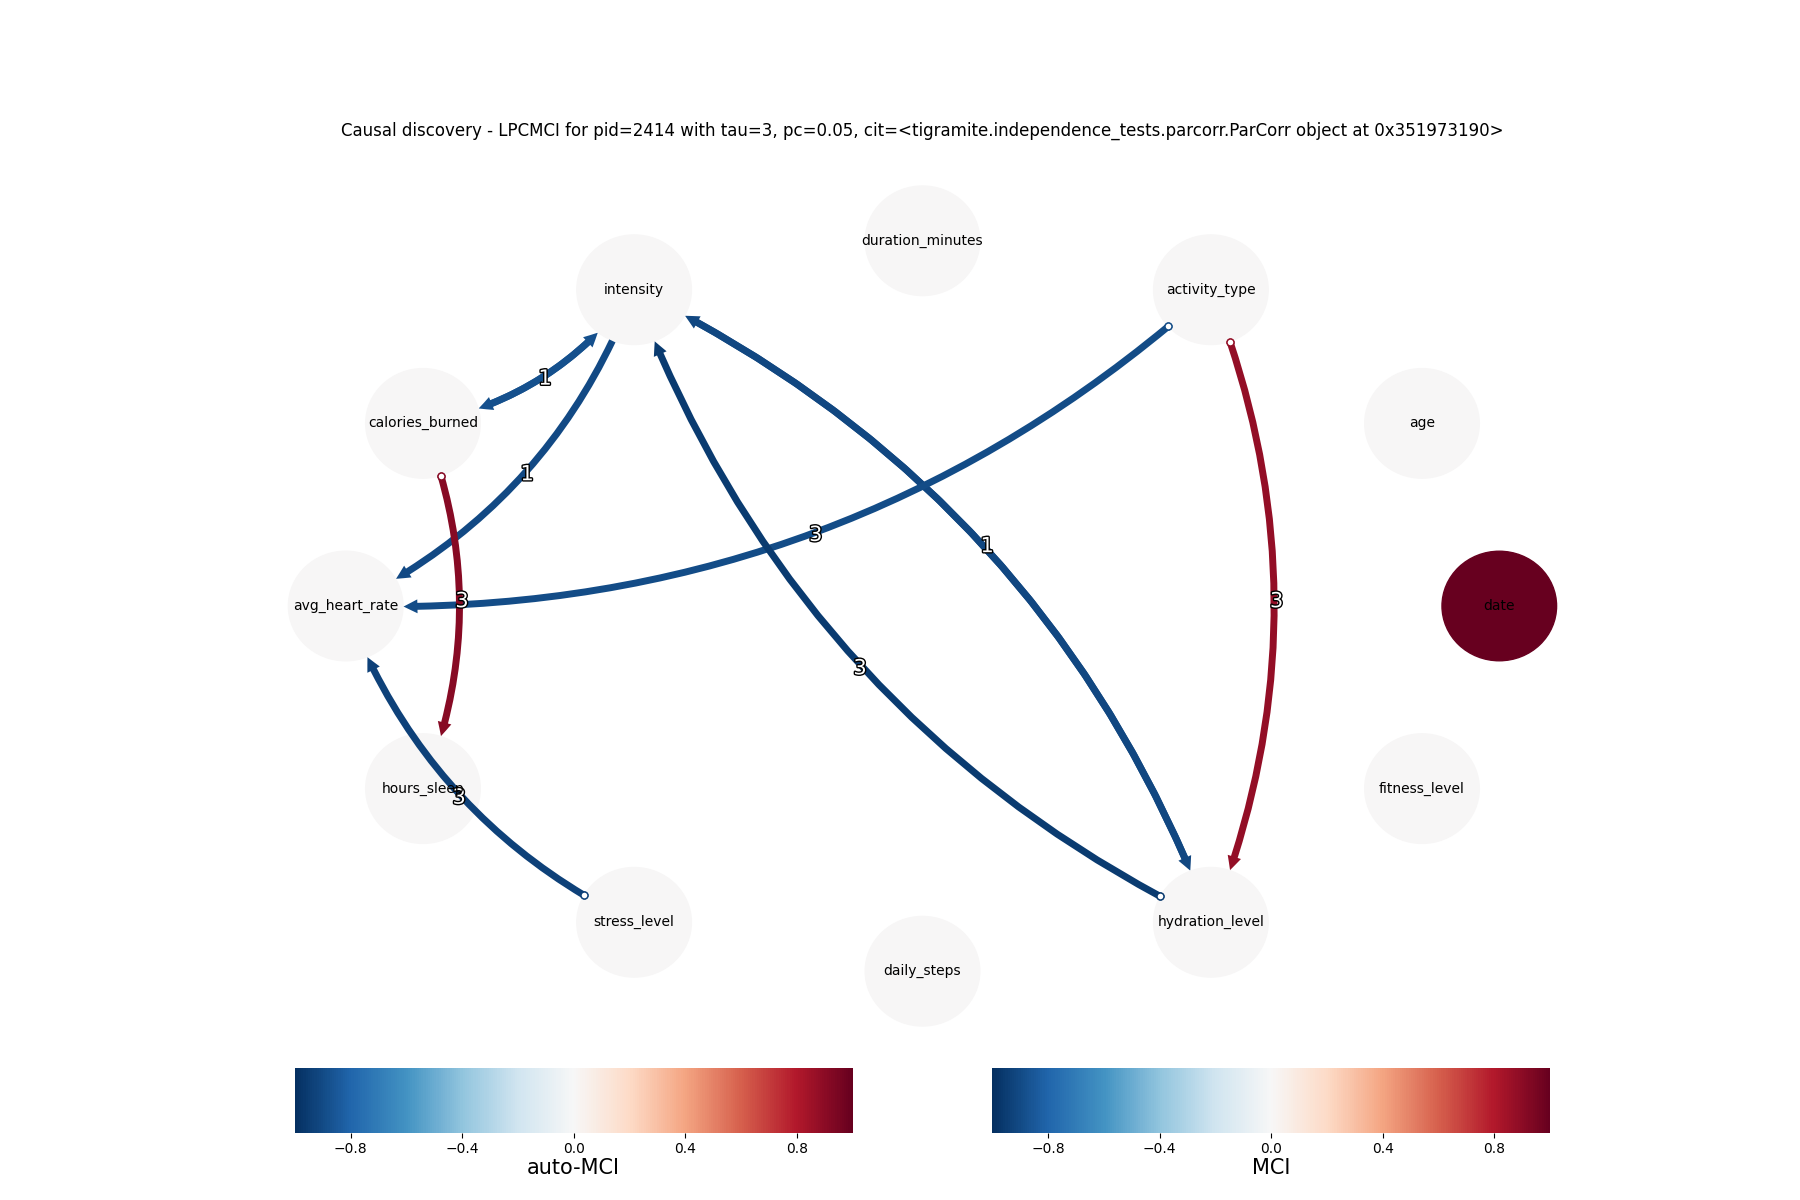 Causal discovery - LPCMCI for pid=2414 with tau=3, pc=0.05, cit=<tigramite.independence_tests.parcorr.ParCorr object at 0x351973190>
duration_minutes
intensity
activity_type
1
calories_burned
age
1
3
1
3
3
avg_heart_rate
date
3
hours_sleep
3
fitness_level
stress_level
hydration_level
daily_steps
−0.8 −0.4 0.0 0.4 0.8
auto-MCI
−0.8 −0.4 0.0 0.4 0.8
MCI